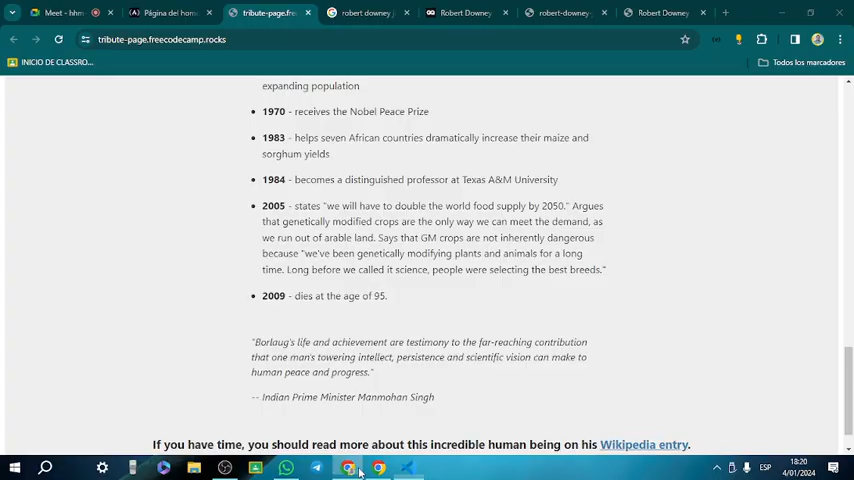 Meet - hhm
Página del hom
tribute-page.free
robert downey j
Robert Downey
robert-downey-
Robert Downey
tribute-page.freecodecamp.rocks
INICIO DE CLASSRO...
Todos los marcadores
expanding population
1970 - receives the Nobel Peace Prize
1983 - helps seven African countries dramatically increase their maize and
sorghum yields
1984 - becomes a distinguished professor at Texas A&M University
2005 - states "we will have to double the world food supply by 2050." Argues
that genetically modified crops are the only way we can meet the demand, as
we run out of arable land. Says that GM crops are not inherently dangerous
because "we've been genetically modifying plants and animals for a long
time. Long before we called it science, people were selecting the best breeds."
2009 - dies at the age of 95.
"Borlaug's life and achievement are testimony to the far-reaching contribution
that one man's towering intellect, persistence and scientific vision can make to
human peace and progress."
-- Indian Prime Minister Manmohan Singh
If you have time, you should read more about this incredible human being on his Wikipedia entry.
ESP
18:20
4/01/2024